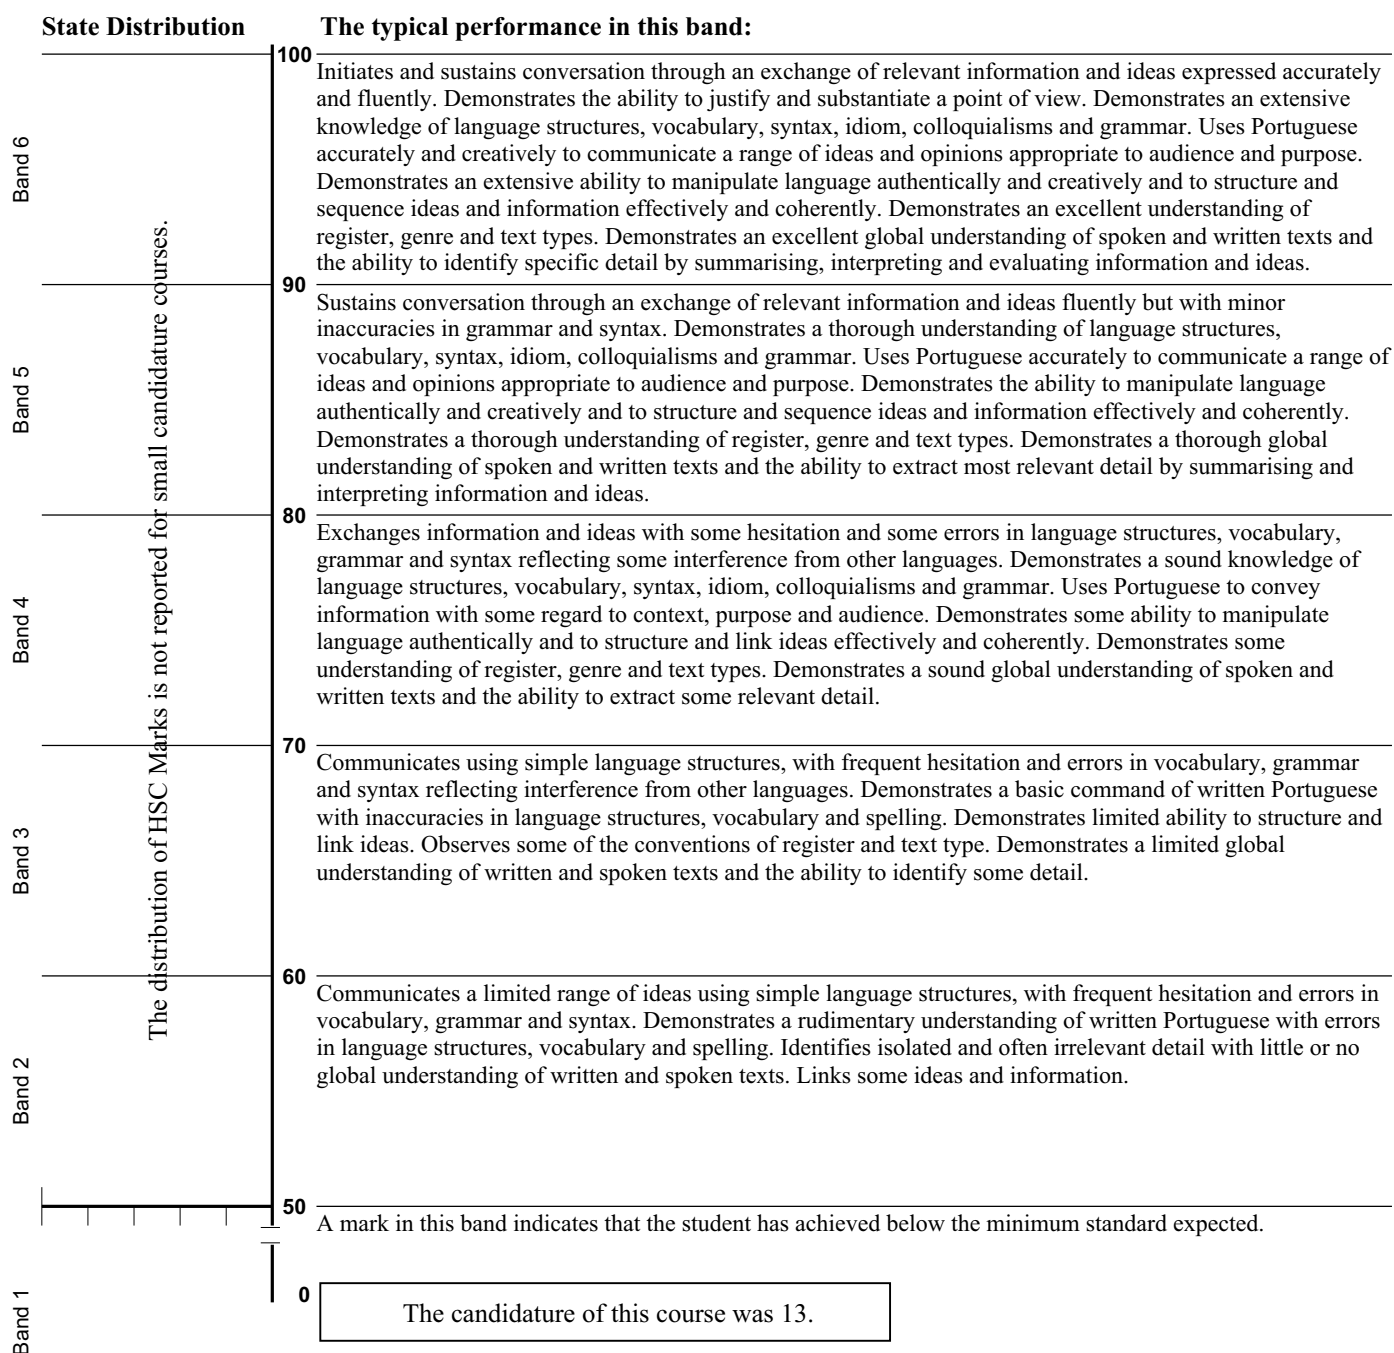 State Distribution
The typical performance in this band:
100
Band 6
Initiates and sustains conversation through an exchange of relevant information and ideas expressed accurately
and fluently. Demonstrates the ability to justify and substantiate a point of view. Demonstrates an extensive
knowledge of language structures, vocabulary, syntax, idiom, colloquialisms and grammar. Uses Portuguese
accurately and creatively to communicate a range of ideas and opinions appropriate to audience and purpose.
Demonstrates an extensive ability to manipulate language authentically and creatively and to structure and
sequence ideas and information effectively and coherently. Demonstrates an excellent understanding of
register, genre and text types. Demonstrates an excellent global understanding of spoken and written texts and
the ability to identify specific detail by summarising, interpreting and evaluating information and ideas.
The distribution of HSC Marks is not reported for small candidature courses.
90
Band 5
Sustains conversation through an exchange of relevant information and ideas fluently but with minor
inaccuracies in grammar and syntax. Demonstrates a thorough understanding of language structures,
vocabulary, syntax, idiom, colloquialisms and grammar. Uses Portuguese accurately to communicate a range of
ideas and opinions appropriate to audience and purpose. Demonstrates the ability to manipulate language
authentically and creatively and to structure and sequence ideas and information effectively and coherently.
Demonstrates a thorough understanding of register, genre and text types. Demonstrates a thorough global
understanding of spoken and written texts and the ability to extract most relevant detail by summarising and
interpreting information and ideas.
80
Band 4
Exchanges information and ideas with some hesitation and some errors in language structures, vocabulary,
grammar and syntax reflecting some interference from other languages. Demonstrates a sound knowledge of
language structures, vocabulary, syntax, idiom, colloquialisms and grammar. Uses Portuguese to convey
information with some regard to context, purpose and audience. Demonstrates some ability to manipulate
language authentically and to structure and link ideas effectively and coherently. Demonstrates some
understanding of register, genre and text types. Demonstrates a sound global understanding of spoken and
written texts and the ability to extract some relevant detail.
70
Band 3
Communicates using simple language structures, with frequent hesitation and errors in vocabulary, grammar
and syntax reflecting interference from other languages. Demonstrates a basic command of written Portuguese
with inaccuracies in language structures, vocabulary and spelling. Demonstrates limited ability to structure and
link ideas. Observes some of the conventions of register and text type. Demonstrates a limited global
understanding of written and spoken texts and the ability to identify some detail.
60
Band 2
Communicates a limited range of ideas using simple language structures, with frequent hesitation and errors in
vocabulary, grammar and syntax. Demonstrates a rudimentary understanding of written Portuguese with errors
in language structures, vocabulary and spelling. Identifies isolated and often irrelevant detail with little or no
global understanding of written and spoken texts. Links some ideas and information.
50
A mark in this band indicates that the student has achieved below the minimum standard expected.
0
Band 1
The candidature of this course was 13.